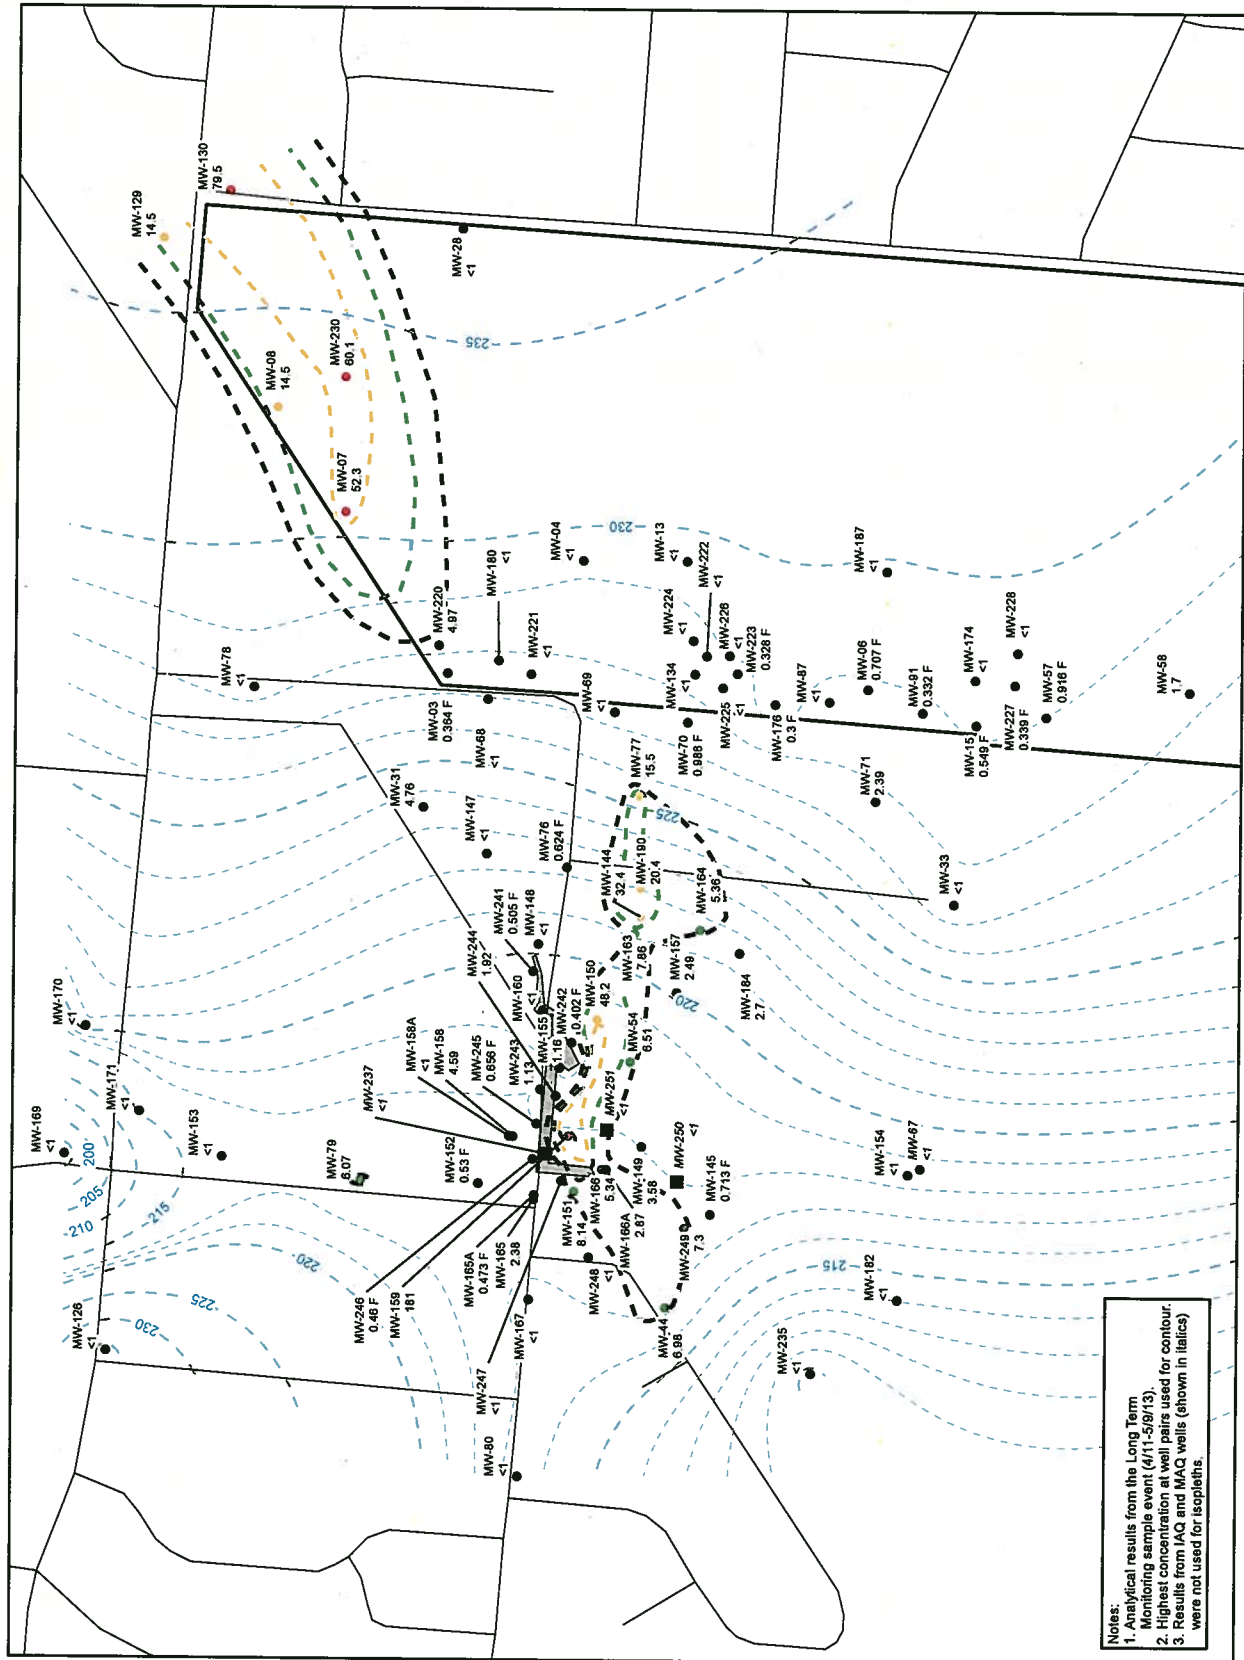 MW-130
79.5
MW-129
14.5
MW-28
<1
235
MW-08
14.5
MW-230
60.1
MW-07
52.3
230
MW-04
<1
MW-13
<1
MW-187
<1
MW-180
<1
MW-222
<1
MW-220
4.97
MW-221
<1
MW-224
<1
MW-226
<1
MW-223
0.328 F
MW-228
<1
MW-78
<1
MW-03
0.364 F
MW-69
<1
MW-134
<1
MW-225
<1
MW-87
<1
MW-06
0.707 F
MW-174
<1
MW-91
0.332 F
MW-57
0.916 F
MW-58
1.7
MW-68
<1
MW-70
0.988 F
MW-176
0.3 F
MW-15
0.549 F
MW-227
0.339 F
MW-31
4.76
MW-77
15.5
MW-71
2.39
225
MW-147
<1
MW-76
0.624 F
MW-144
32.4
MW-190
20.4
MW-164
5.36
MW-33
<1
MW-241
0.505 F
MW-148
<1
MW-244
1.92
MW-163
7.86
MW-157
2.49
MW-184
2.7
220
MW-170
<1
MW-160
<1
MW-242
0.402 F
MW-150
48.2
MW-155
1.16
MW-54
6.51
MW-158A
<1
MW-158
4.59
MW-245
0.656 F
MW-243
1.13
MW-171
<1
MW-237
<1
MW-251
<1
MW-169
<1
MW-153
<1
MW-79
6.07
MW-152
0.53 F
MW-250
<1
MW-154
<1
MW-67
<1
200
205
210
215
MW-149
3.58
MW-145
0.713 F
MW-166
5.34
MW-166A
2.87
MW-151
8.14
MW-249
7.3
MW-165A
0.473 F
MW-165
2.38
MW-248
<1
220
MW-246
0.46 F
MW-159
181
MW-167
<1
MW-44
6.98
215
MW-182
<1
225
230
MW-126
<1
MW-247
<1
MW-235
<1
MW-80
<1
Notes:
1. Analytical results from the Long Term
Monitoring sample event (4/11-5/9/13).
2. Highest concentration at well pairs used for contour.
3. Results from IAQ and MAQ wells (shown in italics)
were not used for isopleths.